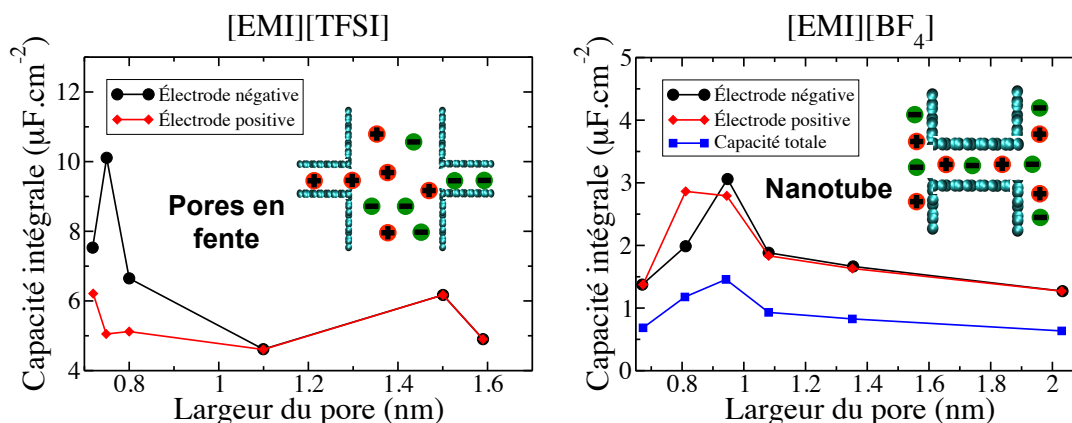 [EMI][TFSI]
Capacité intégrale (µF.cm-2)
12
10
8
6
4
Électrode négative
Électrode positive
Pores en
fente
0.8
1
1.2
1.4
1.6
Largeur du pore (nm)
[EMI][BF4]
Capacité intégrale (µF.cm-2)
5
4
3
2
1
0
Électrode négative
Électrode positive
Capacité totale
Nanotube
0.8
1
1.2
1.4
1.6
1.8
2
Largeur du pore (nm)